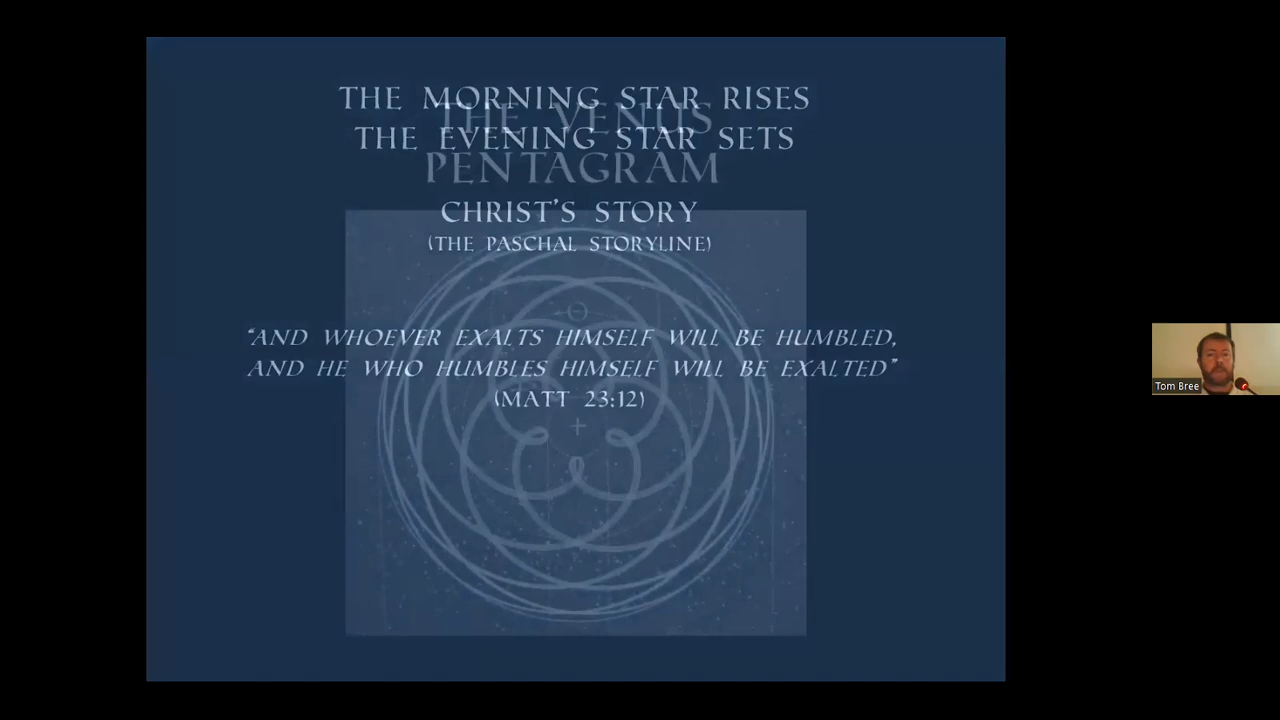 THE MORNING STAR RISES
THE VENUS
THE EVENING STAR SETS
PENTAGRAM
CHRIST'S STORY
(THE PASCHAL STORYLINE)
"AND WHOEVER EXALTS HIMSELF WILL BE HUMBLED,
AND HE WHO HUMBLES HIMSELF WILL BE EXALTED"
(MATT 23:12)
Tom Bree